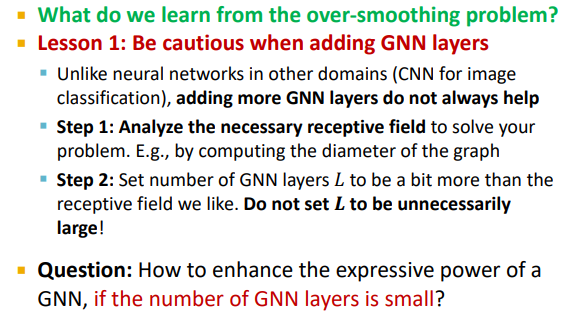 What do we learn from the over-smoothing problem?
Lesson 1: Be cautious when adding GNN layers
Unlike neural networks in other domains (CNN for image
classification), adding more GNN layers do not always help
Step 1: Analyze the necessary receptive field to solve your
problem. E.g., by computing the diameter of the graph
Step 2: Set number of GNN layers L to be a bit more than the
receptive field we like. Do not set L to be unnecessarily
large!
Question: How to enhance the expressive power of a
GNN, if the number of GNN layers is small?